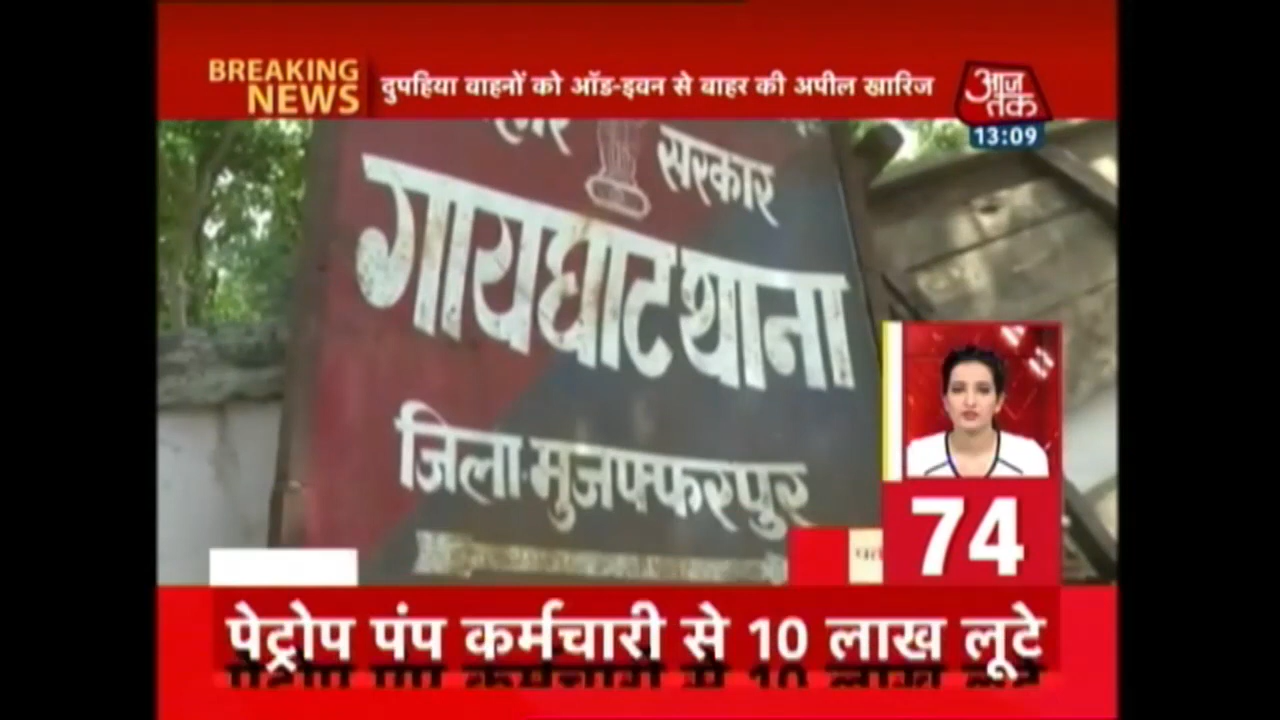 BREAKING
NEWS
दुपहिया वाहनों को ऑड-इवन से बाहर की अपील खारिज
आज
तक
13:09
सरकार
गायघाट थाना
जिला मुजफ्फरपुर
74
पेट्रोप पंप कर्मचारी से 10 लाख लूटे